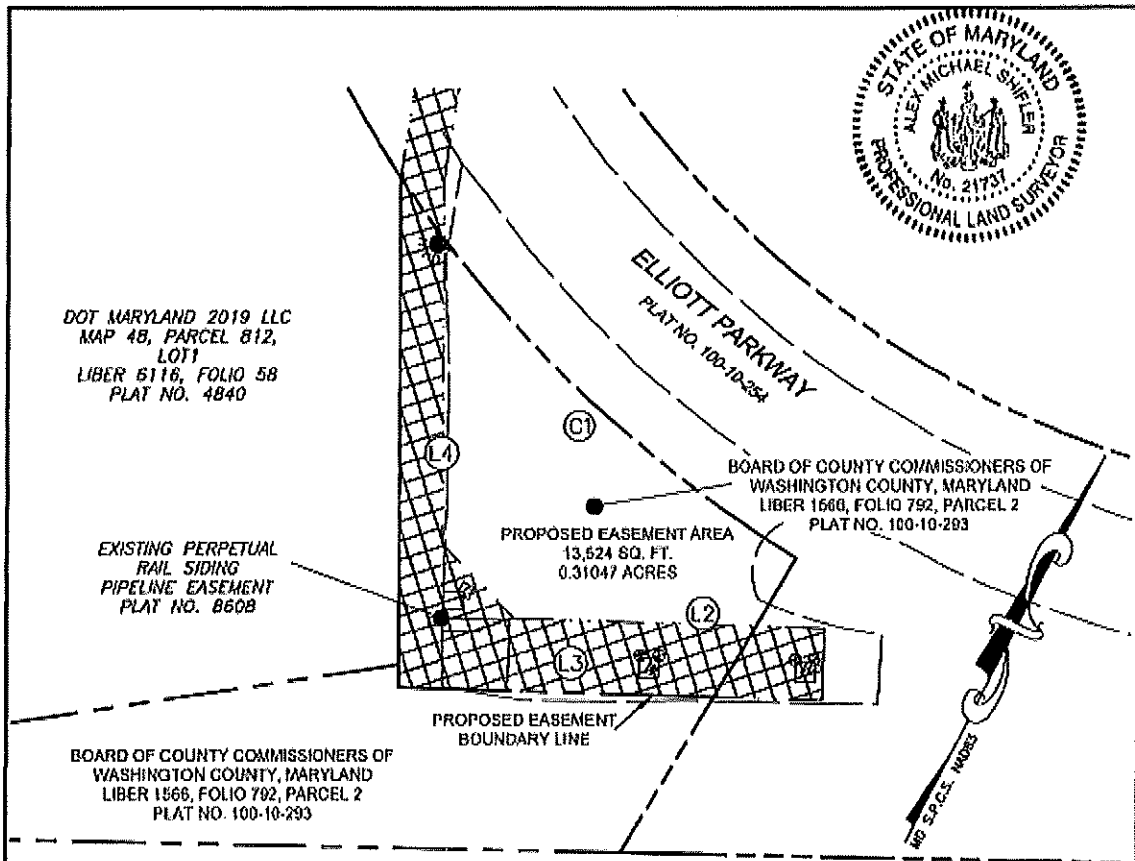 STATE OF MARYLAND
ALEX MICHAEL SHIFLER
No. 21737
PROFESSIONAL LAND SURVEYOR
ELLIOTT PARKWAY
PLAT NO. 100-10-254
DOT MARYLAND 2019 LLC
MAP 48, PARCEL 812,
LOT1
LIBER 6116, FOLIO 58
PLAT NO. 4840
C1
L4
BOARD OF COUNTY COMMISSIONERS OF
WASHINGTON COUNTY, MARYLAND
LIBER 1566, FOLIO 792, PARCEL 2
PLAT NO. 100-10-293
PROPOSED EASEMENT AREA
13,524 SQ. FT.
0.31047 ACRES
EXISTING PERPETUAL
RAIL SIDING
PIPELINE EASEMENT
PLAT NO. 8608
L2
L3
PROPOSED EASEMENT
BOUNDARY LINE
BOARD OF COUNTY COMMISSIONERS OF
WASHINGTON COUNTY, MARYLAND
LIBER 1566, FOLIO 792, PARCEL 2
PLAT NO. 100-10-293
MD S.P.C.S. NAD83